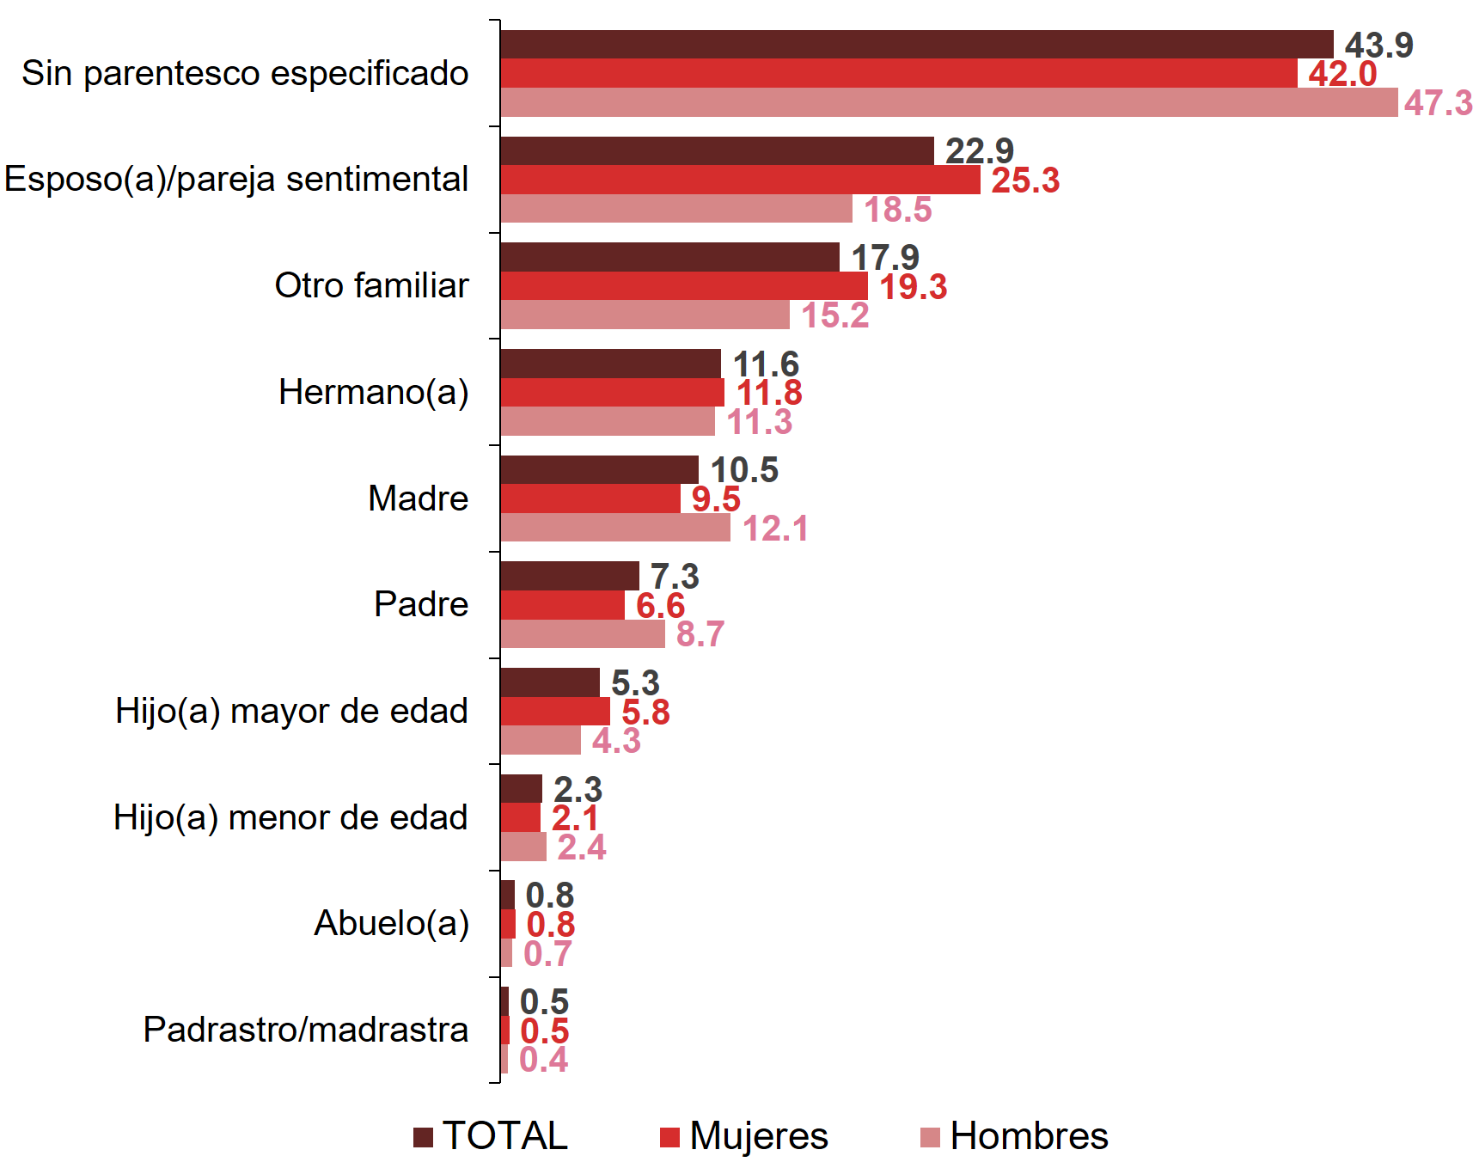 Sin parentesco especificado
43.9
42.0
47.3
Esposo(a)/pareja sentimental
22.9
25.3
18.5
Otro familiar
17.9
19.3
15.2
Hermano(a)
11.6
11.8
11.3
Madre
10.5
9.5
12.1
Padre
7.3
6.6
8.7
Hijo(a) mayor de edad
5.3
5.8
4.3
Hijo(a) menor de edad
2.3
2.1
2.4
Abuelo(a)
0.8
0.8
0.7
Padrastro/madrastra
0.5
0.5
0.4
TOTAL Mujeres Hombres